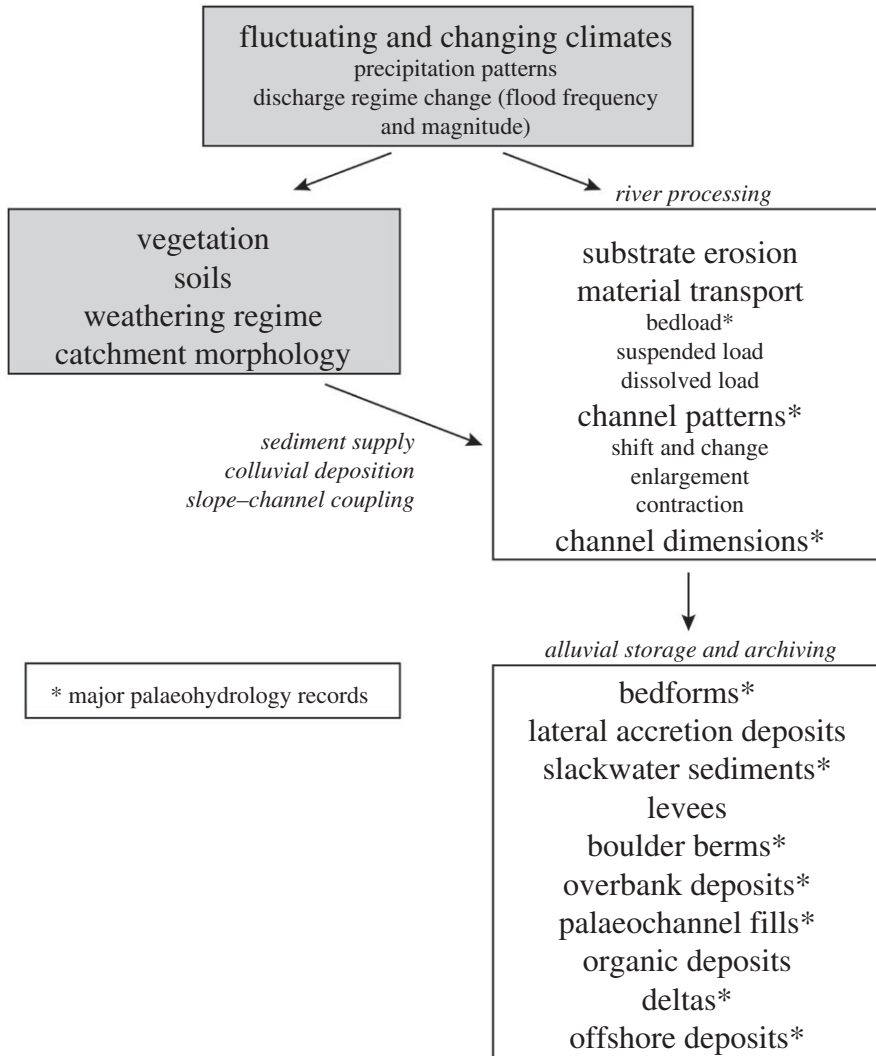 fluctuating and changing climates
precipitation patterns
discharge regime change (flood frequency
and magnitude)
vegetation
soils
weathering regime
catchment morphology
river processing
substrate erosion
material transport
bedload*
suspended load
dissolved load
channel patterns*
shift and change
enlargement
contraction
channel dimensions*
sediment supply
colluvial deposition
slope–channel coupling
alluvial storage and archiving
bedforms*
lateral accretion deposits
slackwater sediments*
levees
boulder berms*
overbank deposits*
palaeochannel fills*
organic deposits
deltas*
offshore deposits*
* major palaeohydrology records